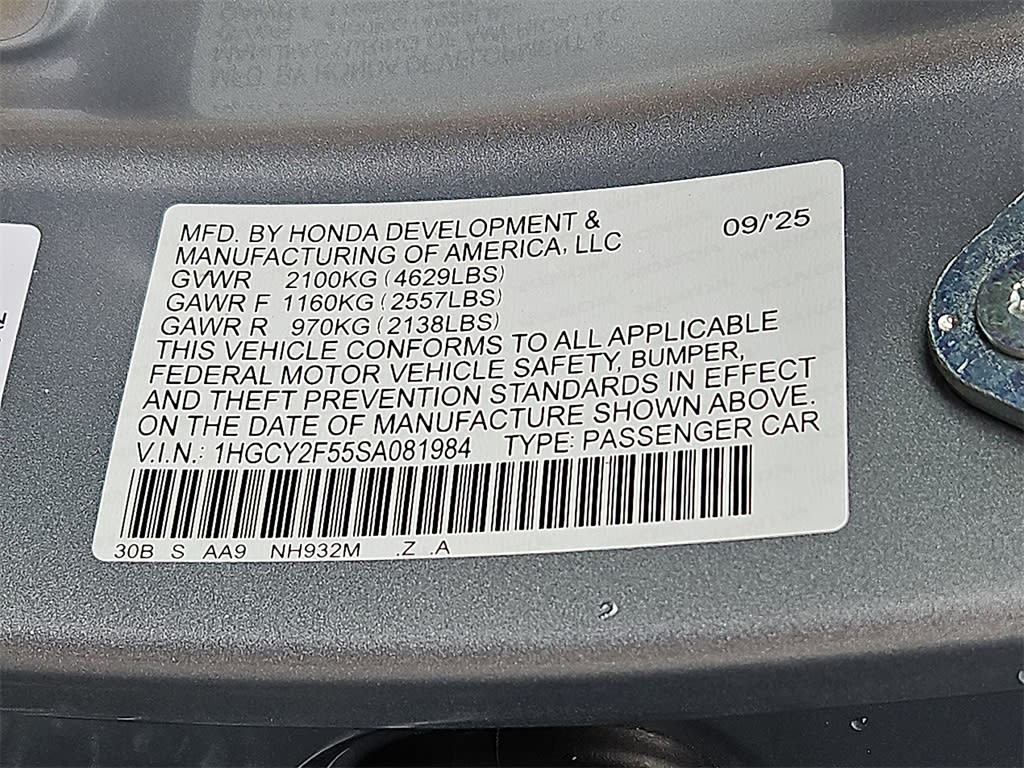 MFD. BY HONDA DEVELOPMENT & 09/'25
MANUFACTURING OF AMERICA, LLC
GVWR 2100KG (4629LBS)
GAWR F 1160KG (2557LBS)
GAWR R 970KG (2138LBS)
THIS VEHICLE CONFORMS TO ALL APPLICABLE
FEDERAL MOTOR VEHICLE SAFETY, BUMPER,
AND THEFT PREVENTION STANDARDS IN EFFECT
ON THE DATE OF MANUFACTURE SHOWN ABOVE.
V.I.N.: 1HGCY2F55SA081984 TYPE: PASSENGER CAR
30B S AA9 NH932M .Z .A